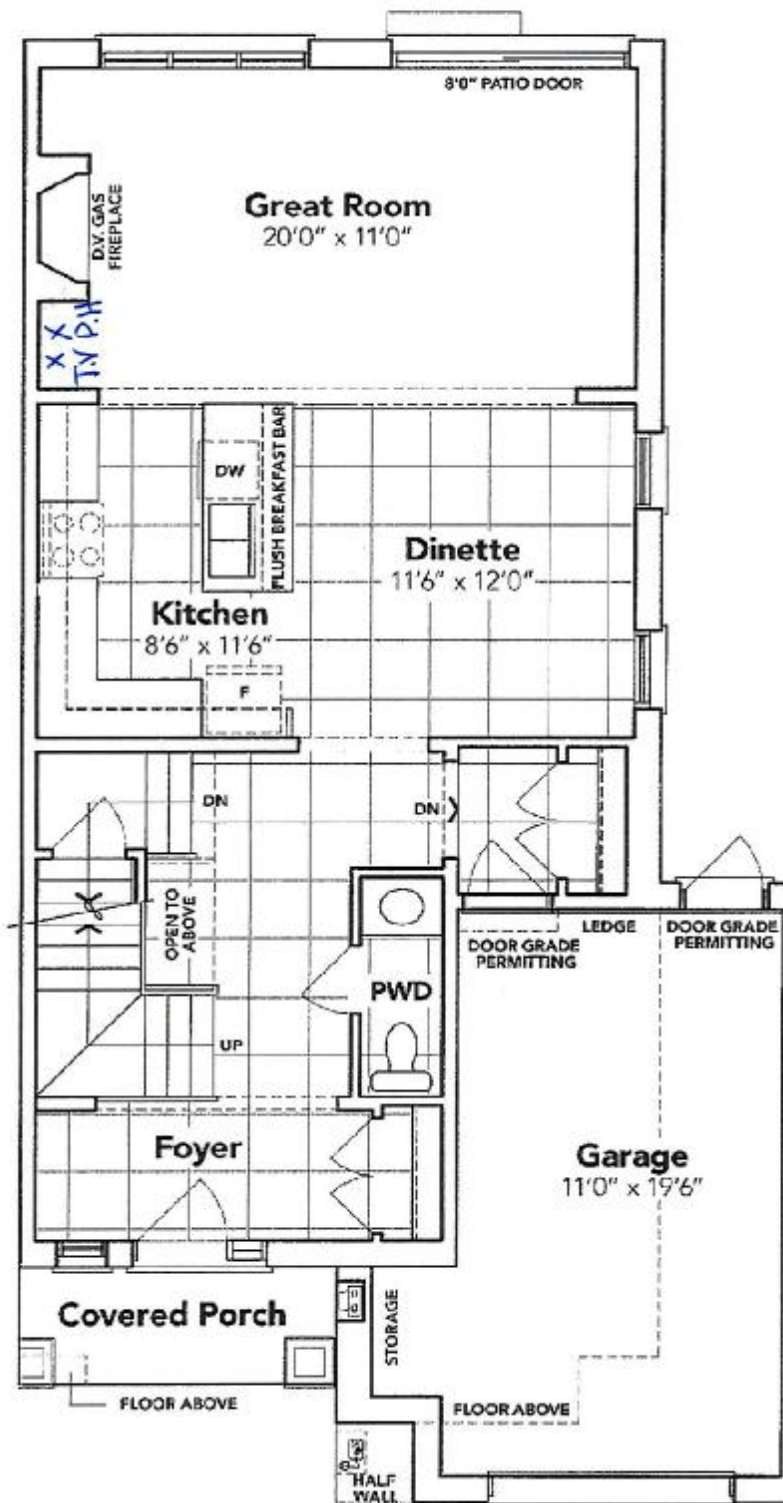 8'0" PATIO DOOR
Great Room
20'0" x 11'0"
D.V. GAS
FIREPLACE
X X
T.V P.H
DW
FLUSH BREAKFAST BAR
Dinette
11'6" x 12'0"
Kitchen
8'6" x 11'6"
F
DN
DN
OPEN TO
ABOVE
LEDGE
DOOR GRADE
PERMITTING
DOOR GRADE
PERMITTING
PWD
UP
Foyer
Garage
11'0" x 19'6"
Covered Porch
STORAGE
FLOOR ABOVE
FLOOR ABOVE
HALF
WALL